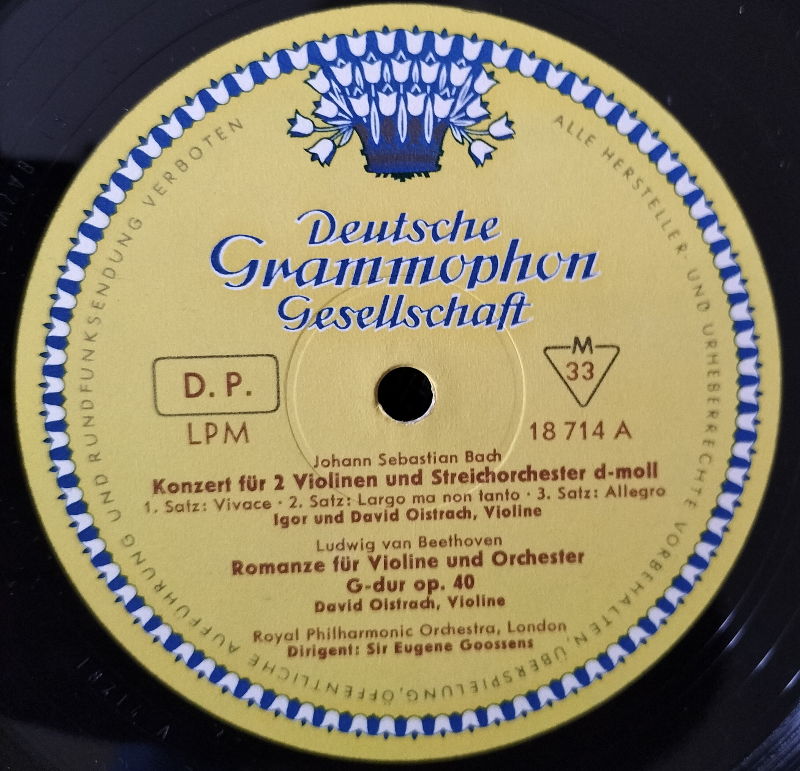 Deutsche
Grammophon
Gesellschaft
D. P.
LPM
M
33
18 714 A
Johann Sebastian Bach
Konzert für 2 Violinen und Streichorchester d-moll
1. Satz: Vivace · 2. Satz: Largo ma non tanto · 3. Satz: Allegro
Igor und David Oistrach, Violine
Ludwig van Beethoven
Romanze für Violine und Orchester
G-dur op. 40
David Oistrach, Violine
Royal Philharmonic Orchestra, London
Dirigent: Sir Eugene Goossens
ALLE HERSTELLER- UND URHEBERRECHTE VORBEHALTEN, ÜBERSPIELUNG, ÖFFENTLICHE AUFFÜHRUNG UND RUNDFUNKSENDUNG VERBOTEN